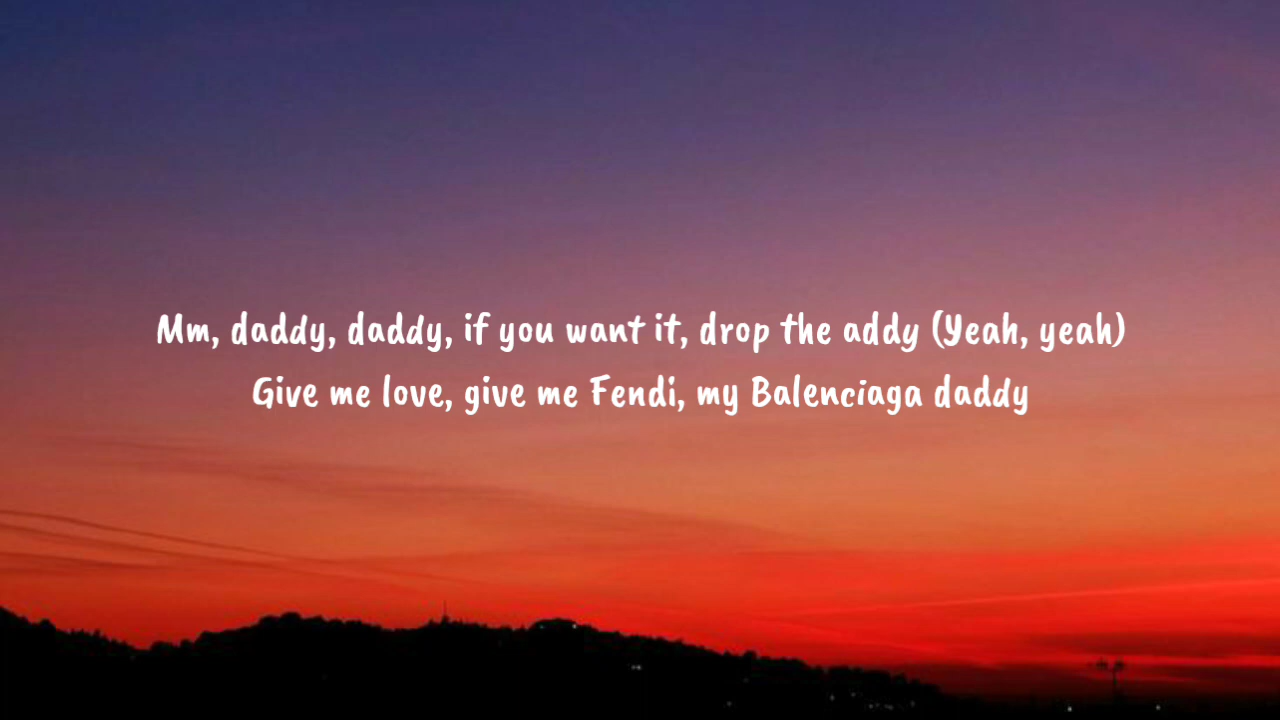 Mm, daddy, daddy, if you want it, drop the addy (Yeah, yeah)
Give me love, give me Fendi, my Balenciaga daddy